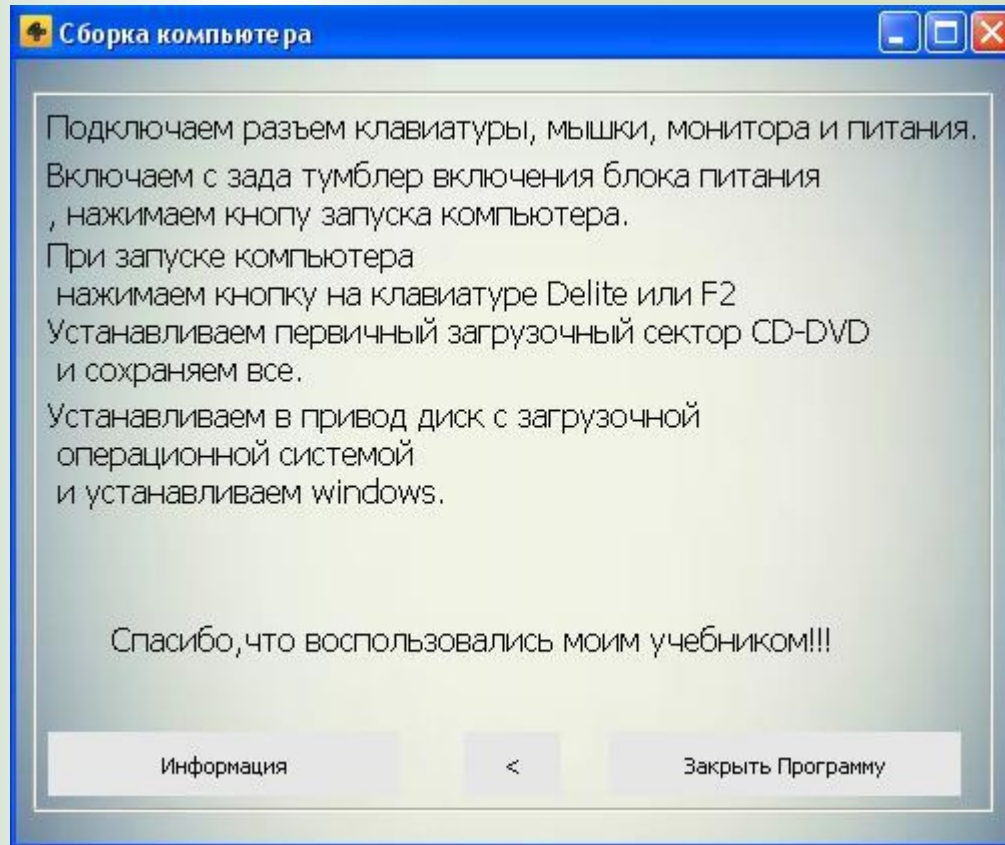 Сборка компьютера
Подключаем разъем клавиатуры, мышки, монитора и питания.
Включаем с зада тумблер включения блока питания
, нажимаем кнопу запуска компьютера.
При запуске компьютера
нажимаем кнопку на клавиатуре Delite или F2
Устанавливаем первичный загрузочный сектор CD-DVD
и сохраняем все.
Устанавливаем в привод диск с загрузочной
операционной системой
и устанавливаем windows.
Спасибо,что воспользовались моим учебником!!!
Информация
<
Закрыть Программу